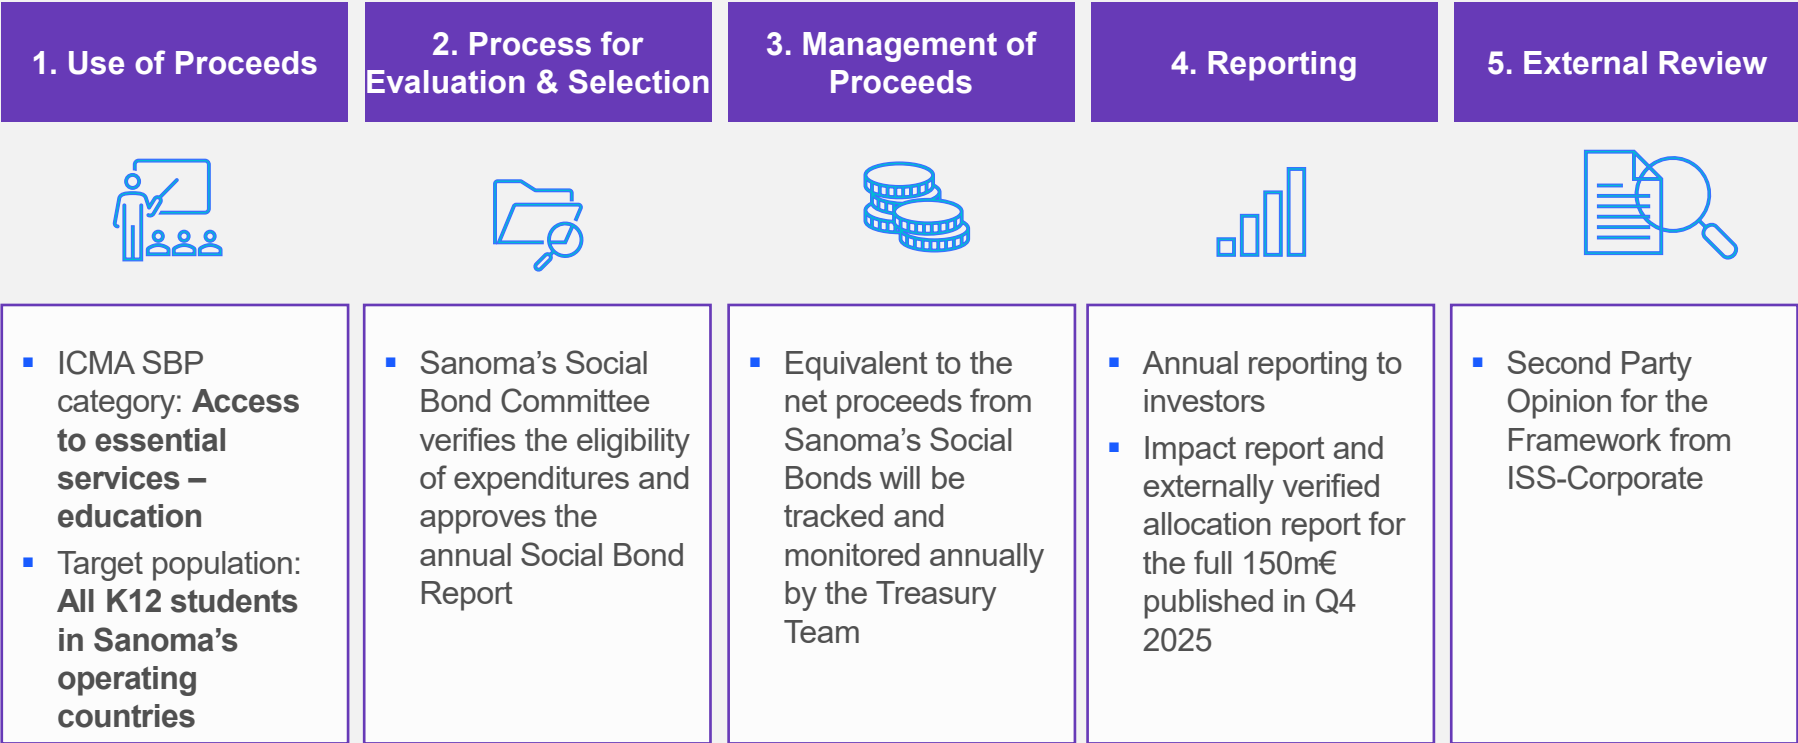 1. Use of Proceeds
2. Process for
Evaluation & Selection
3. Management of
Proceeds
4. Reporting
5. External Review
▪ ICMA SBP
category: Access
to essential
services –
education
▪ Target population:
All K12 students
in Sanoma’s
operating
countries
▪ Sanoma’s Social
Bond Committee
verifies the eligibility
of expenditures and
approves the
annual Social Bond
Report
▪ Equivalent to the
net proceeds from
Sanoma’s Social
Bonds will be
tracked and
monitored annually
by the Treasury
Team
▪ Annual reporting to
investors
▪ Impact report and
externally verified
allocation report for
the full 150m€
published in Q4
2025
▪ Second Party
Opinion for the
Framework from
ISS-Corporate